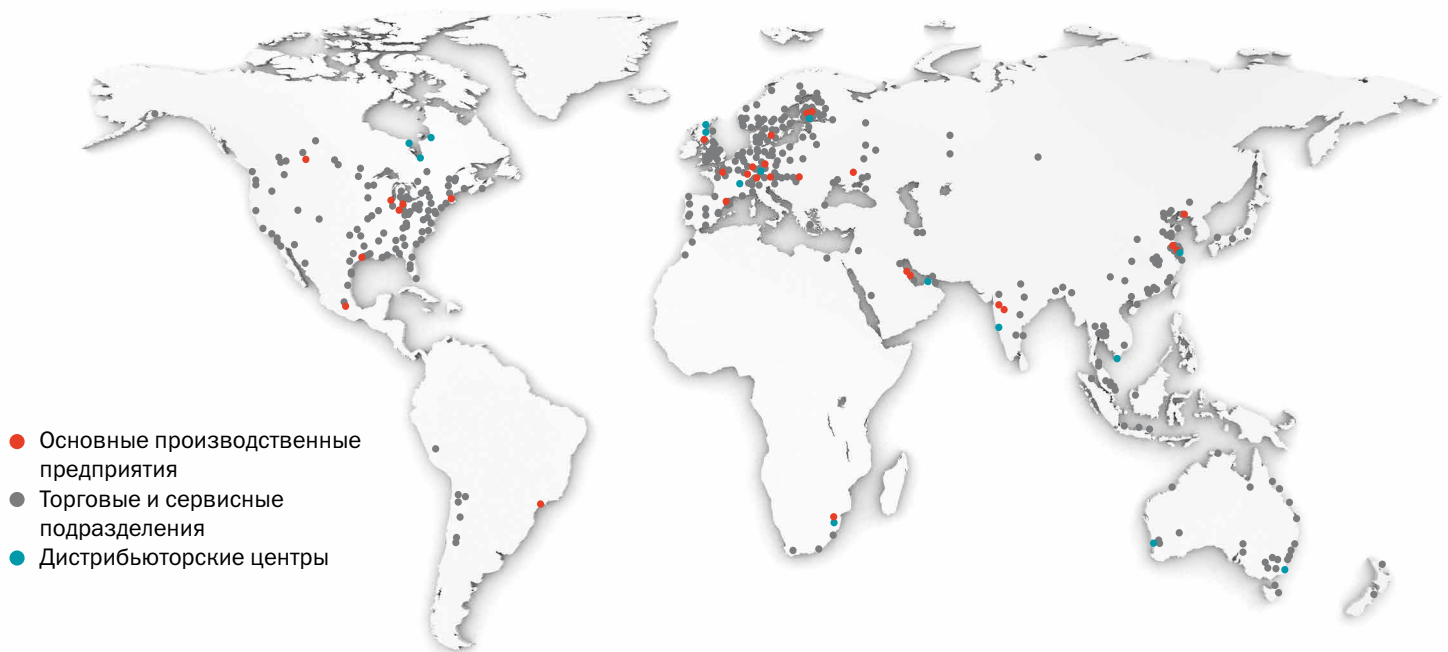 Основные производственные
предприятия
Торговые и сервисные
подразделения
Дистрибьюторские центры